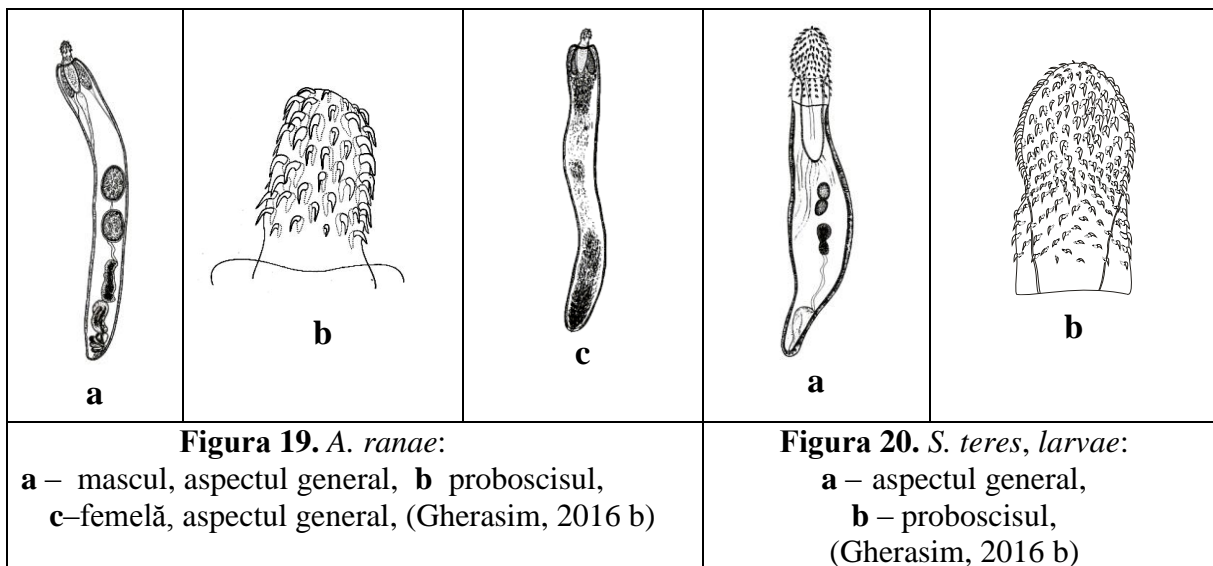 a
b
c
a
b
Figura 19. A. ranae:
a – mascul, aspectul general, b proboscisul,
c–femelă, aspectul general, (Gherasim, 2016 b)
Figura 20. S. teres, larvae:
a – aspectul general,
b – proboscisul,
(Gherasim, 2016 b)